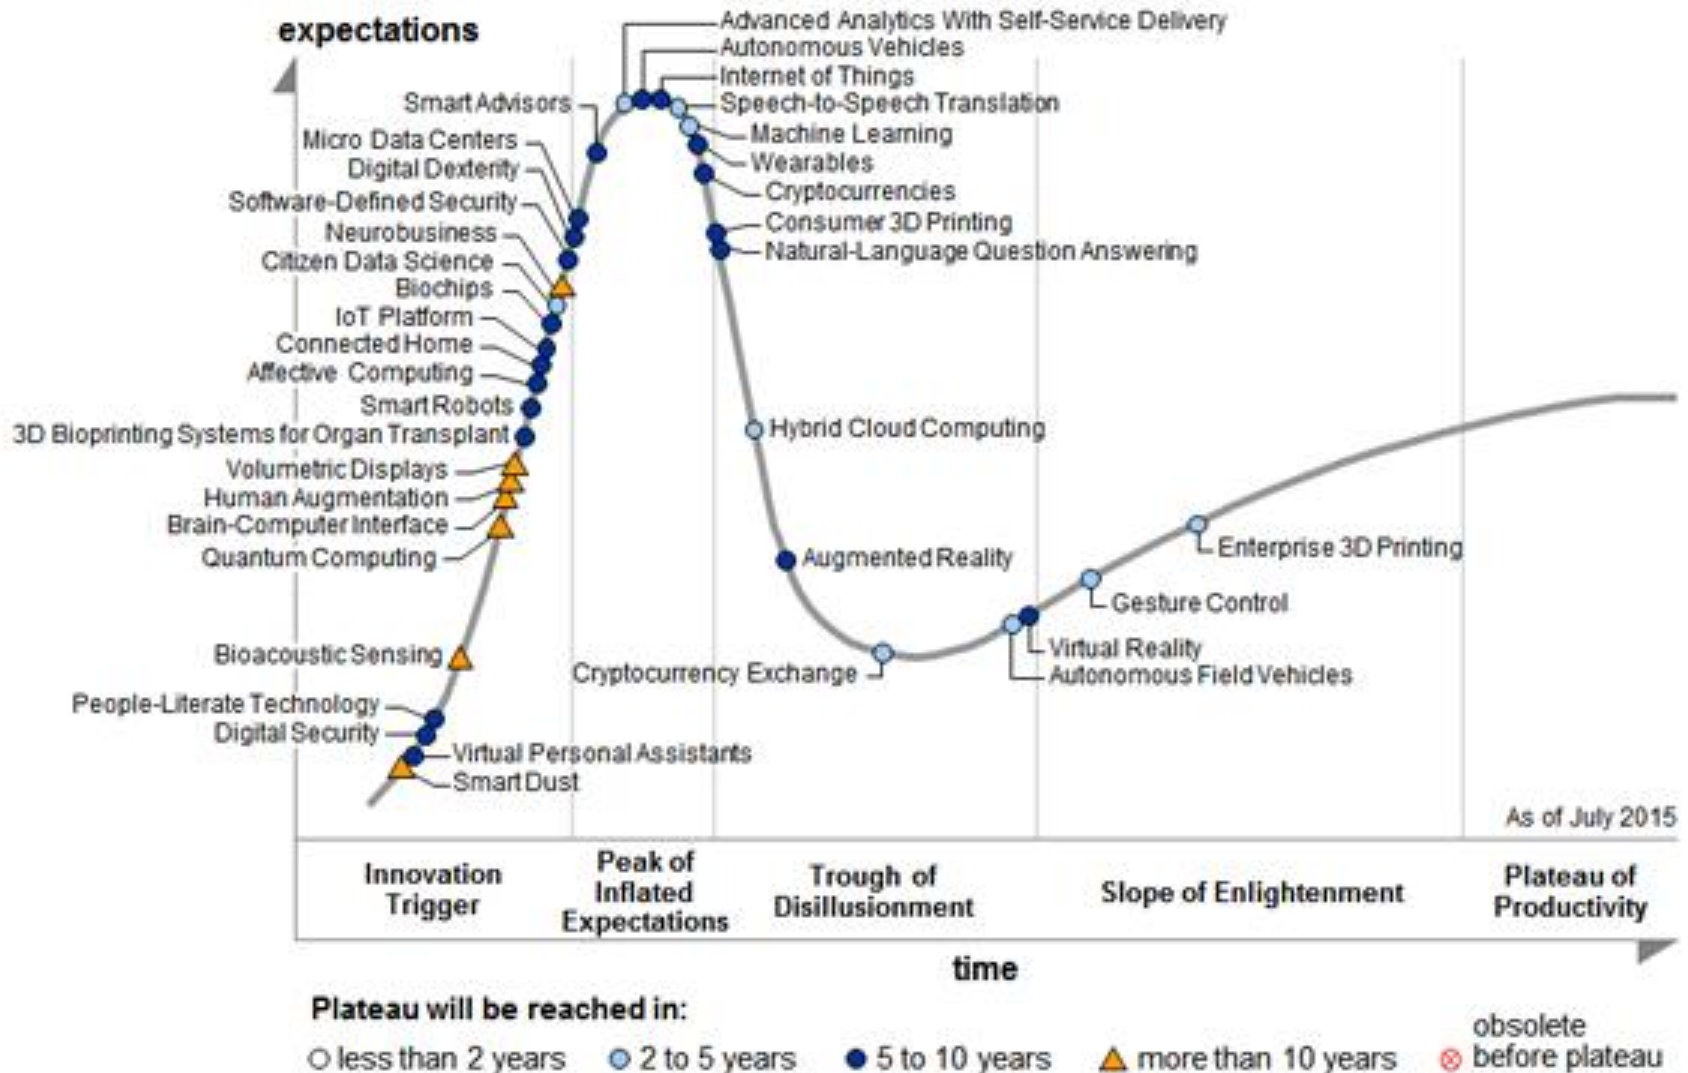 expectations
Advanced Analytics With Self-Service Delivery
Autonomous Vehicles
Internet of Things
Smart Advisors
Speech-to-Speech Translation
Micro Data Centers
Machine Learning
Digital Dexterity
Wearables
Software-Defined Security
Cryptocurrencies
Neurobusiness
Consumer 3D Printing
Citizen Data Science
Natural-Language Question Answering
Biochips
IoT Platform
Connected Home
Affective Computing
Smart Robots
3D Bioprinting Systems for Organ Transplant
Hybrid Cloud Computing
Volumetric Displays
Human Augmentation
Brain-Computer Interface
Quantum Computing
Augmented Reality
Enterprise 3D Printing
Gesture Control
Bioacoustic Sensing
Virtual Reality
Cryptocurrency Exchange
Autonomous Field Vehicles
People-Literate Technology
Digital Security
Virtual Personal Assistants
Smart Dust
As of July 2015
Innovation
Trigger
Peak of
Inflated
Expectations
Trough of
Disillusionment
Slope of Enlightenment
Plateau of
Productivity
time
Plateau will be reached in:
less than 2 years
2 to 5 years
5 to 10 years
more than 10 years
obsolete
before plateau